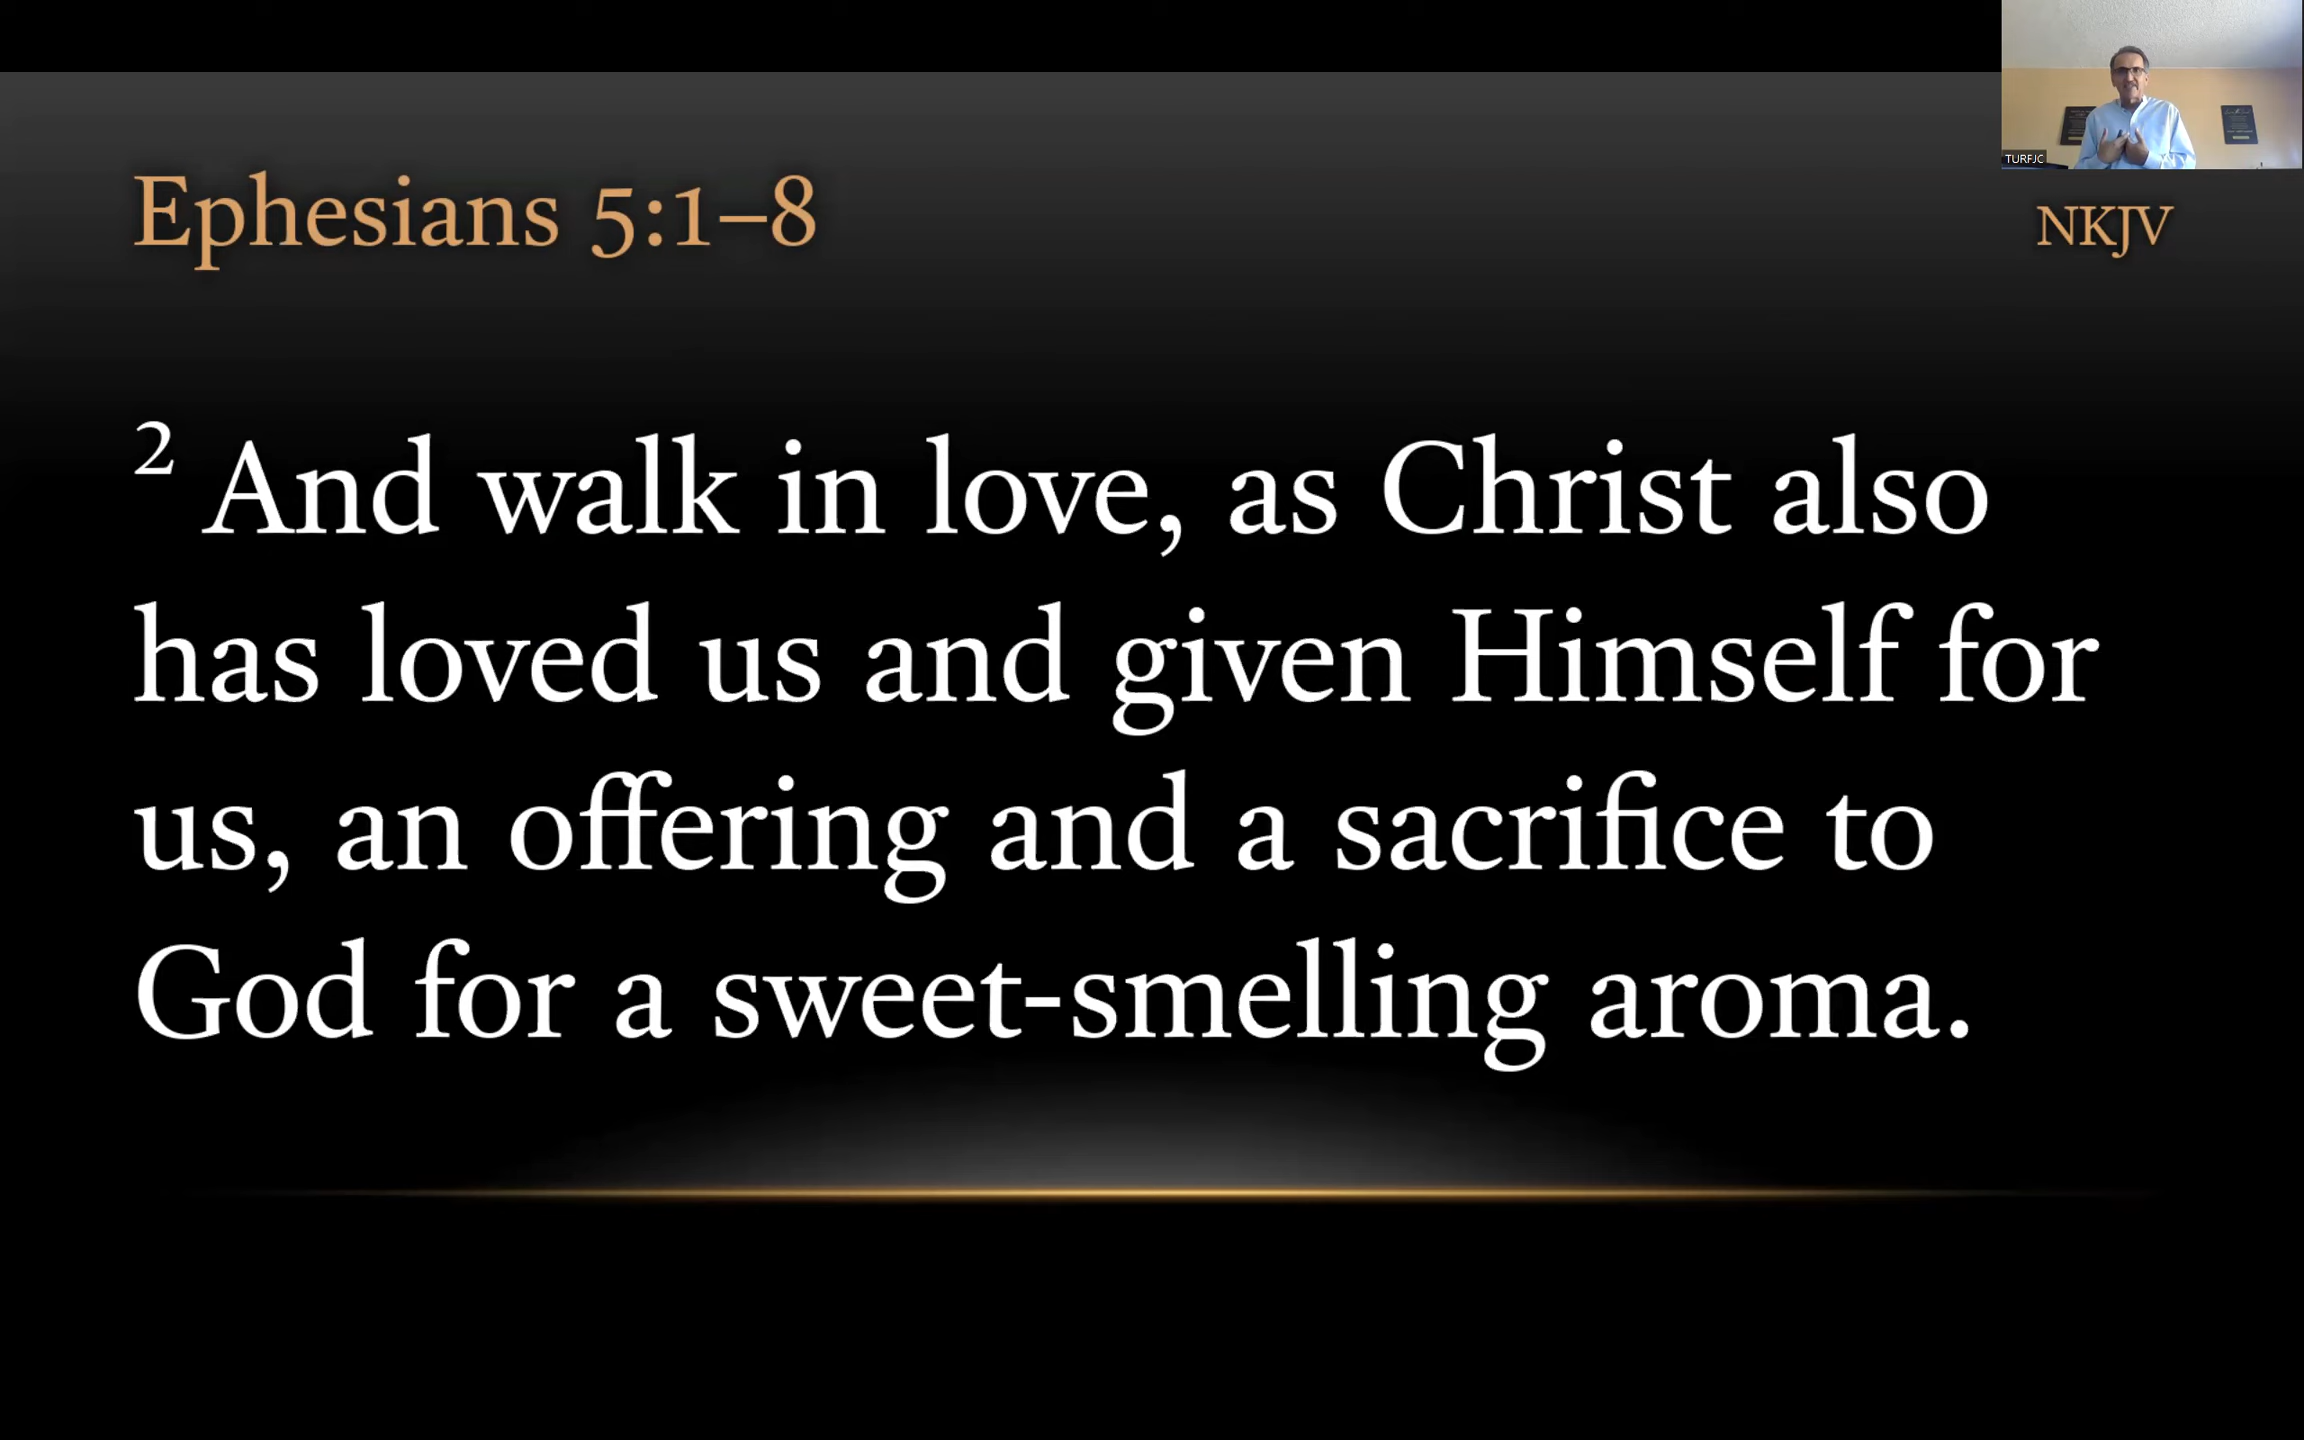 Ephesians 5:1–8
NKJV
TURFJC
2 And walk in love, as Christ also
has loved us and given Himself for
us, an offering and a sacrifice to
God for a sweet-smelling aroma.